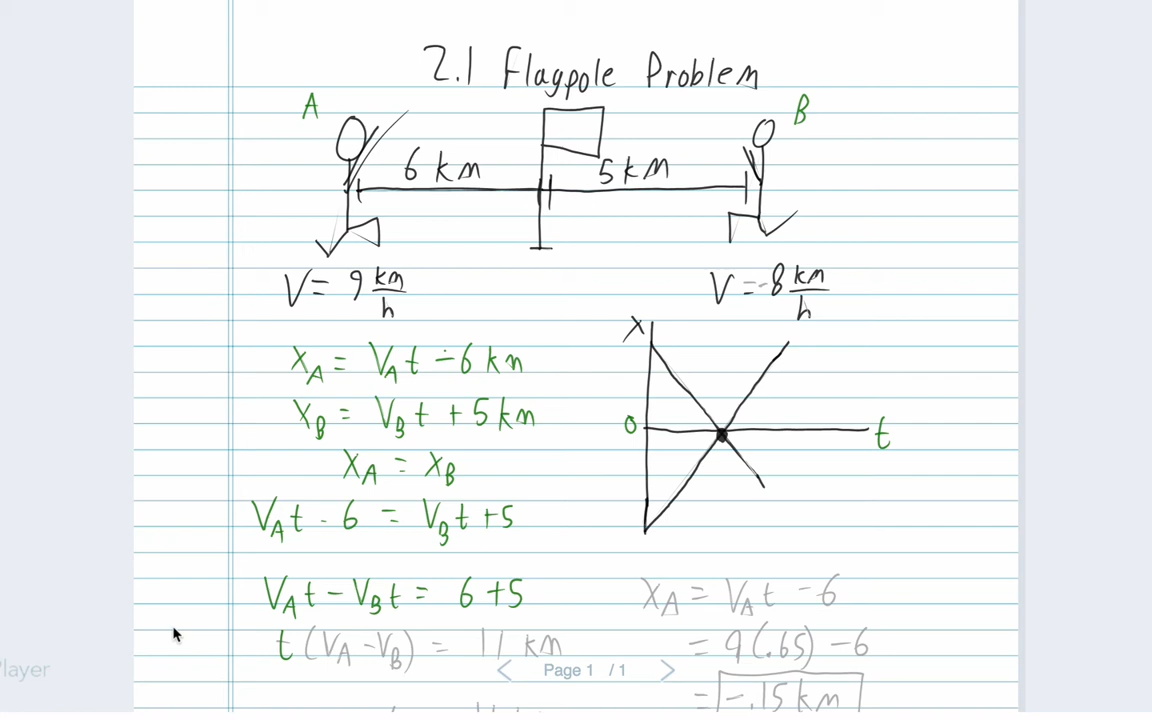 2.1 Flagpole Problem
A
B
6 km
5 km
V = 9 km/h
V = -8 km/h
X
0
t
x_A = V_A t - 6 km
x_B = V_B t + 5 km
x_A = x_B
V_A t - 6 = V_B t + 5
V_A t - V_B t = 6 + 5
t (V_A - V_B) = 11 km
x_A = V_A t - 6
= 9(.65) - 6
= -.15 km
Player
Page 1 / 1